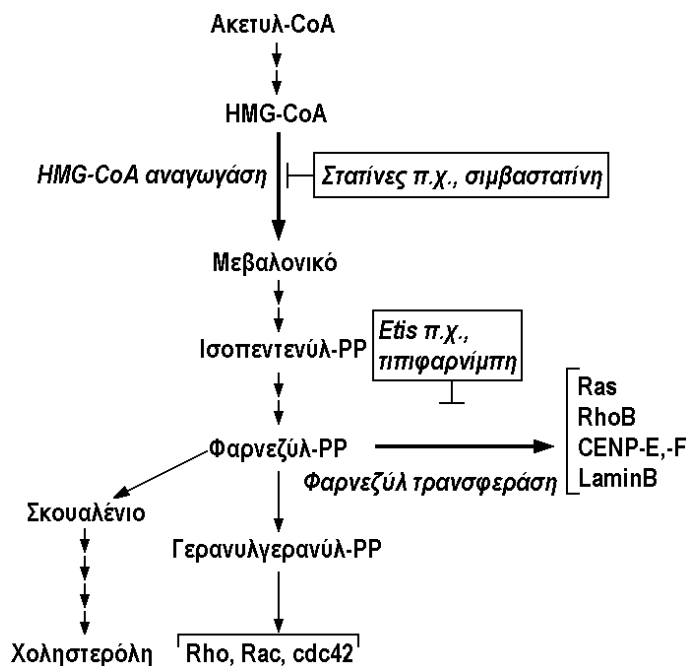 Ακετυλ-CoA
HMG-CoA
HMG-CoA αναγωγάση
Στατίνες π.χ., σιμβαστατίνη
Μεβαλονικό
Ισοπεντενύλ-PP
Etis π.χ.,
τιπιφαρνίμπη
Ras
RhoB
CENP-E,-F
LaminB
Φαρνεζύλ-PP
Φαρνεζύλ τρανσφεράση
Σκουαλένιο
Γερανυλγερανύλ-PP
Χοληστερόλη
Rho, Rac, cdc42